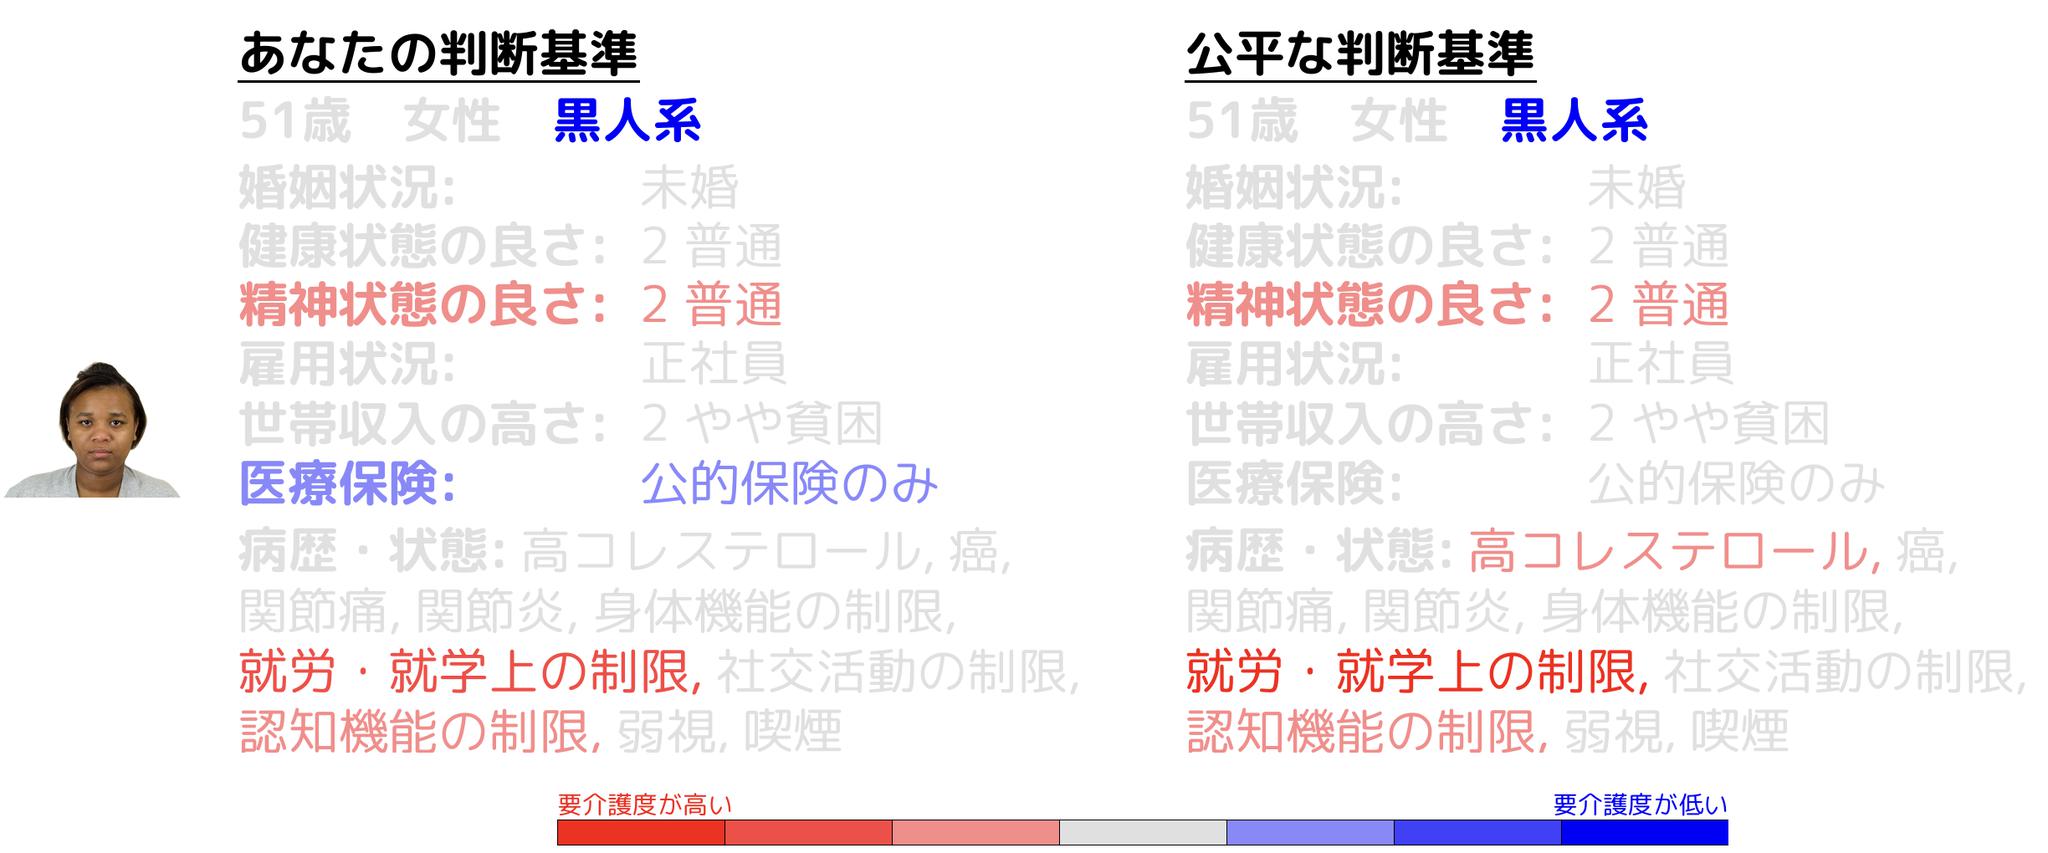 あなたの判断基準
51歳 女性 黒人系
婚姻状況: 未婚
健康状態の良さ: 2 普通
精神状態の良さ: 2 普通
雇用状況: 正社員
世帯収入の高さ: 2 やや貧困
医療保険: 公的保険のみ
病歴・状態: 高コレステロール, 癌,
関節痛, 関節炎, 身体機能の制限,
就労・就学上の制限, 社交活動の制限,
認知機能の制限, 弱視, 喫煙
公平な判断基準
51歳 女性 黒人系
婚姻状況: 未婚
健康状態の良さ: 2 普通
精神状態の良さ: 2 普通
雇用状況: 正社員
世帯収入の高さ: 2 やや貧困
医療保険: 公的保険のみ
病歴・状態: 高コレステロール, 癌,
関節痛, 関節炎, 身体機能の制限,
就労・就学上の制限, 社交活動の制限,
認知機能の制限, 弱視, 喫煙
要介護度が高い
要介護度が低い